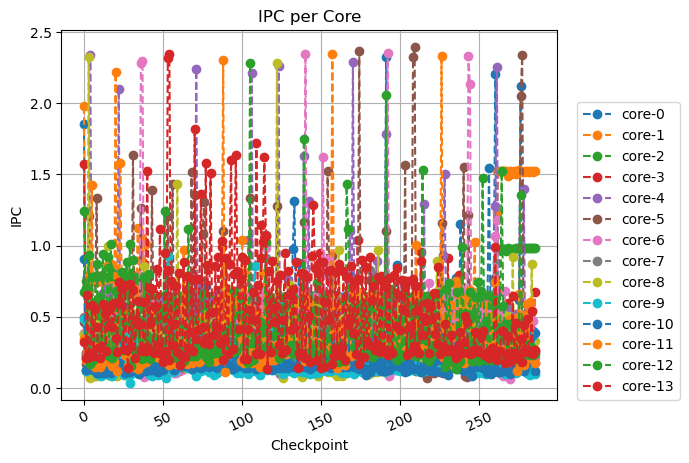 IPC per Core
IPC
2.5
2.0
1.5
1.0
0.5
0.0
0
50
100
150
200
250
Checkpoint
core-0
core-1
core-2
core-3
core-4
core-5
core-6
core-7
core-8
core-9
core-10
core-11
core-12
core-13